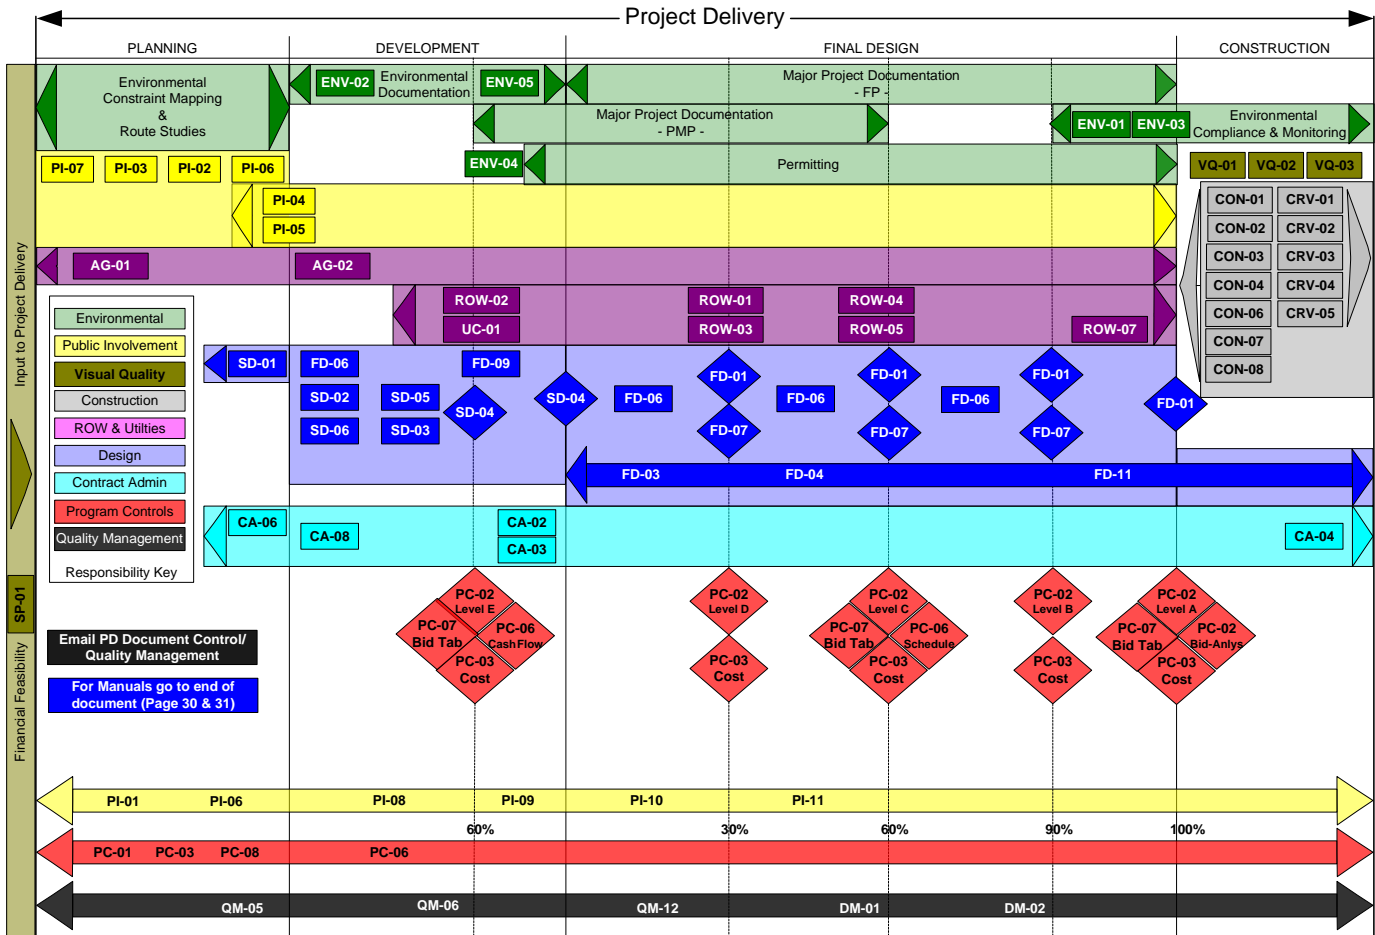 Project Delivery
PLANNING
DEVELOPMENT
FINAL DESIGN
CONSTRUCTION
Environmental
Constraint Mapping
&
Route Studies
ENV-02
Environmental
Documentation
ENV-05
Major Project Documentation
- FP -
Major Project Documentation
- PMP -
ENV-01
ENV-03
Environmental
Compliance & Monitoring
ENV-04
Permitting
PI-07
PI-03
PI-02
PI-06
VQ-01
VQ-02
VQ-03
PI-04
PI-05
CON-01
CRV-01
CON-02
CRV-02
CON-03
CRV-03
CON-04
CRV-04
CON-06
CRV-05
CON-07
CON-08
AG-01
AG-02
ROW-02
ROW-01
ROW-04
UC-01
ROW-03
ROW-05
ROW-07
Input to Project Delivery
SP-01
Financial Feasibility
Environmental
Public Involvement
Visual Quality
Construction
ROW & Utilties
Design
Contract Admin
Program Controls
Quality Management
Responsibility Key
SD-01
FD-06
FD-09
SD-02
SD-05
SD-04
SD-04
SD-06
SD-03
FD-06
FD-01
FD-07
FD-06
FD-01
FD-07
FD-06
FD-01
FD-07
FD-01
FD-03
FD-04
FD-11
CA-06
CA-08
CA-02
CA-03
CA-04
Email PD Document Control/
Quality Management
For Manuals go to end of
document (Page 30 & 31)
PC-02
Level E
PC-07
Bid Tab
PC-06
CashFlow
PC-03
Cost
PC-02
Level D
PC-03
Cost
PC-02
Level C
PC-07
Bid Tab
PC-06
Schedule
PC-03
Cost
PC-02
Level B
PC-03
Cost
PC-02
Level A
PC-07
Bid Tab
PC-02
Bid-Anlys
PC-03
Cost
PI-01
PI-06
PI-08
PI-09
PI-10
PI-11
60%
30%
60%
90%
100%
PC-01
PC-03
PC-08
PC-06
QM-05
QM-06
QM-12
DM-01
DM-02